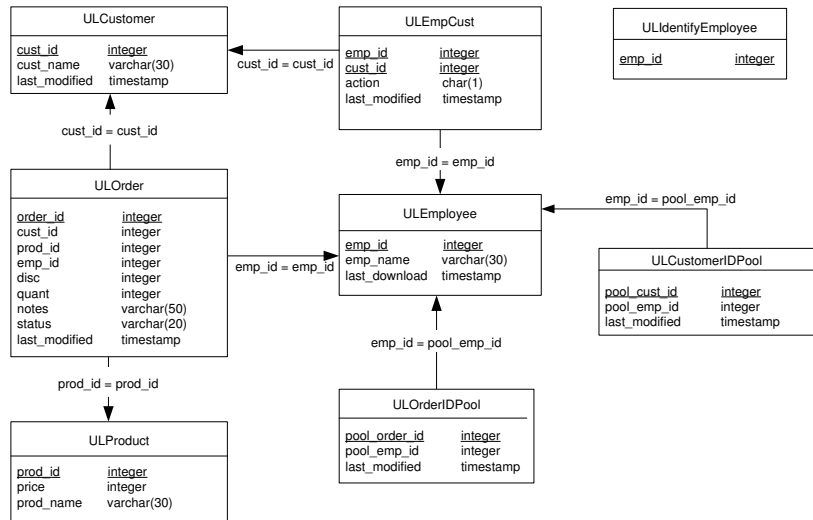 ULCustomer
cust_id integer
cust_name varchar(30)
last_modified timestamp
cust_id = cust_id
ULEmpCust
emp_id integer
cust_id integer
action char(1)
last_modified timestamp
ULIdentifyEmployee
emp_id integer
cust_id = cust_id
emp_id = emp_id
ULOrder
order_id integer
cust_id integer
prod_id integer
emp_id integer
disc integer
quant integer
notes varchar(50)
status varchar(20)
last_modified timestamp
emp_id = emp_id
ULEmployee
emp_id integer
emp_name varchar(30)
last_download timestamp
emp_id = pool_emp_id
ULCustomerIDPool
pool_cust_id integer
pool_emp_id integer
last_modified timestamp
emp_id = pool_emp_id
prod_id = prod_id
ULOrderIDPool
pool_order_id integer
pool_emp_id integer
last_modified timestamp
ULProduct
prod_id integer
price integer
prod_name varchar(30)